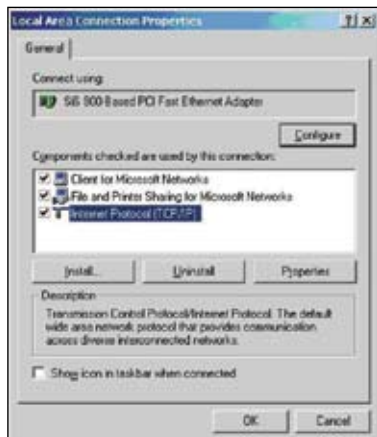 Local Area Connection Properties
General
Connect using:
SiS 900-Based PCI Fast Ethernet Adapter
Configure
Components checked are used by this connection:
Client for Microsoft Networks
File and Printer Sharing for Microsoft Networks
Internet Protocol (TCP/IP)
Install...
Uninstall
Properties
Description
Transmission Control Protocol/Internet Protocol. The default
wide area network protocol that provides communication
across diverse interconnected networks.
Show icon in taskbar when connected
OK
Cancel